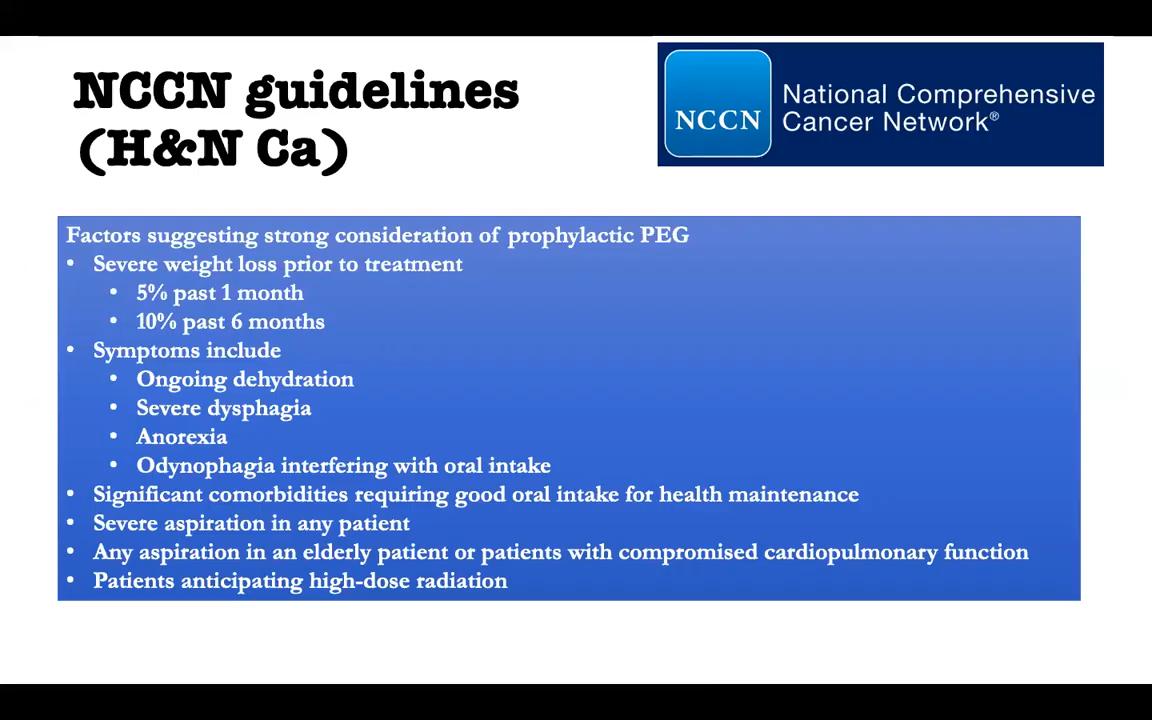 NCCN guidelines
(H&N Ca)
NCCN
National Comprehensive
Cancer Network®
Factors suggesting strong consideration of prophylactic PEG
• Severe weight loss prior to treatment
• 5% past 1 month
• 10% past 6 months
• Symptoms include
• Ongoing dehydration
• Severe dysphagia
• Anorexia
• Odynophagia interfering with oral intake
• Significant comorbidities requiring good oral intake for health maintenance
• Severe aspiration in any patient
• Any aspiration in an elderly patient or patients with compromised cardiopulmonary function
• Patients anticipating high-dose radiation